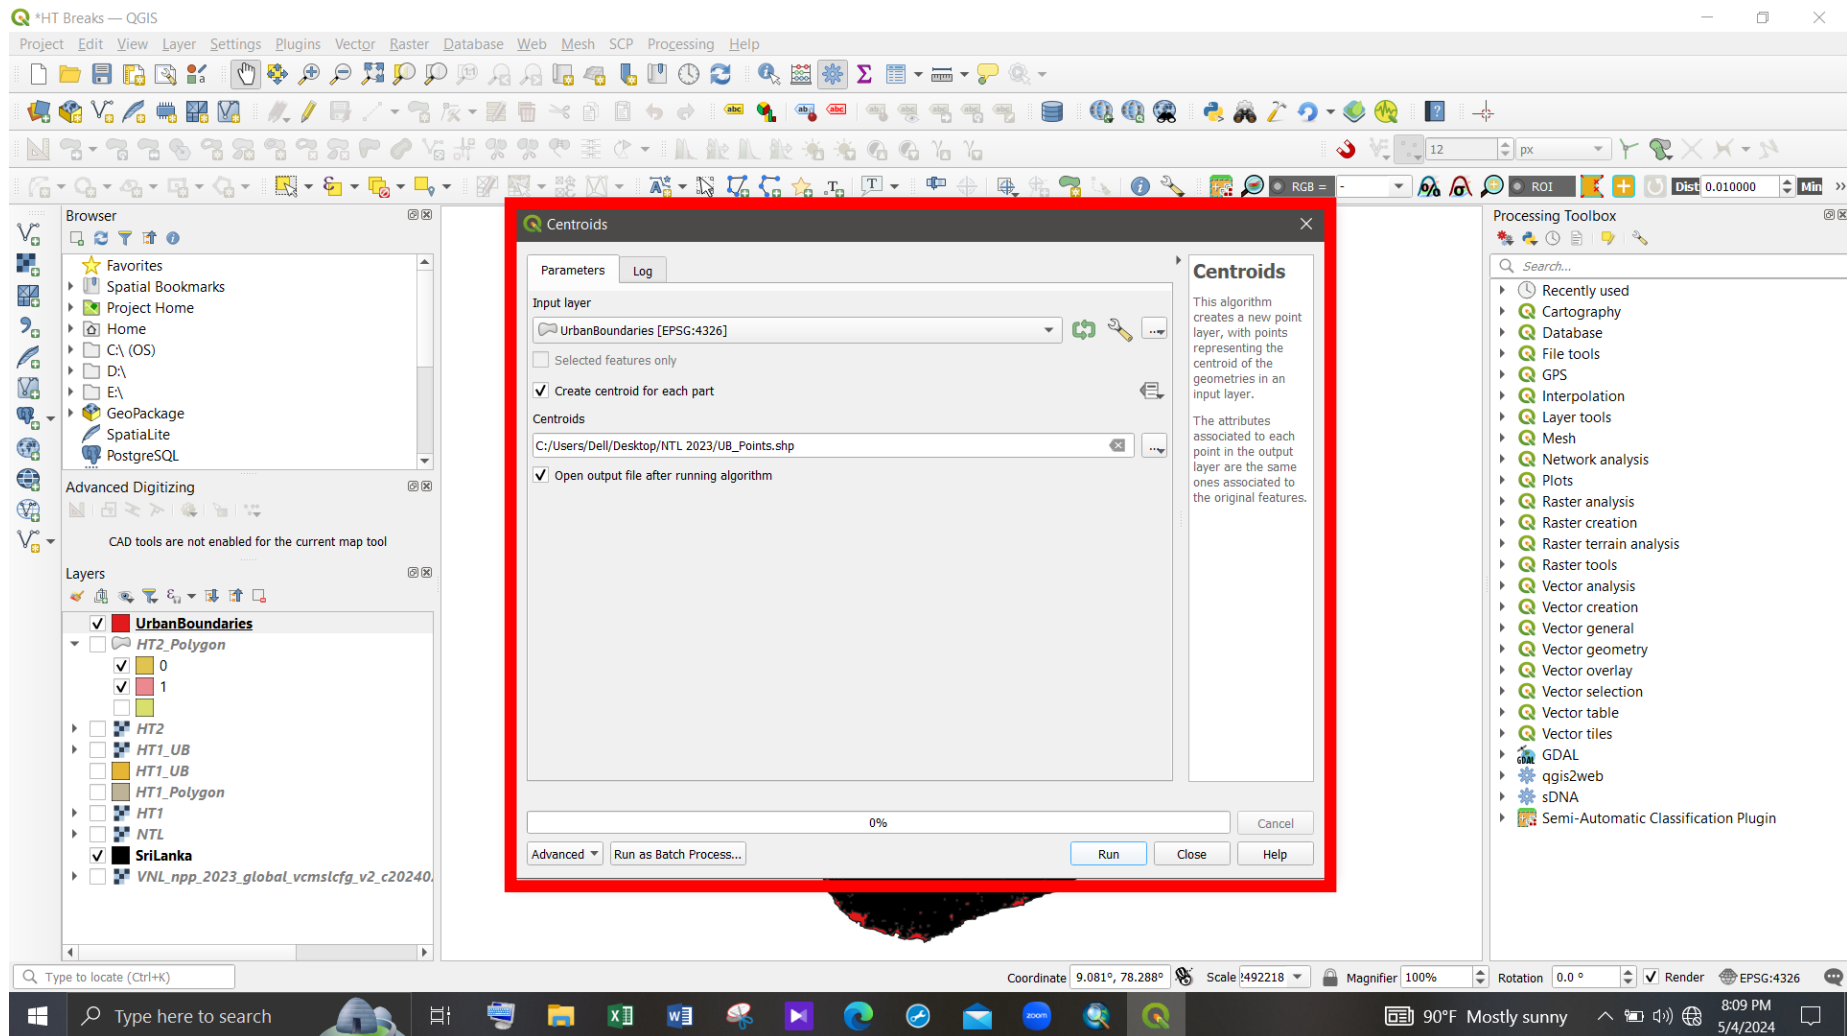 *HT Breaks — QGIS
Project Edit View Layer Settings Plugins Vector Raster Database Web Mesh SCP Processing Help
12
px
RGB =
-
ROI
Dist 0.010000
Min
Browser
Favorites
Spatial Bookmarks
Project Home
Home
C:\ (OS)
D:\
E:\
GeoPackage
SpatiaLite
PostgreSQL
Advanced Digitizing
CAD tools are not enabled for the current map tool
Layers
UrbanBoundaries
HT2_Polygon
0
1
HT2
HT1_UB
HT1_UB
HT1_Polygon
HT1
NTL
SriLanka
VNL_npp_2023_global_vcmslcfg_v2_c20240
Centroids
Parameters
Log
Input layer
UrbanBoundaries [EPSG:4326]
Selected features only
Create centroid for each part
Centroids
C:/Users/Dell/Desktop/NTL 2023/UB_Points.shp
Open output file after running algorithm
Centroids
This algorithm
creates a new point
layer, with points
representing the
centroid of the
geometries in an
input layer.
The attributes
associated to each
point in the output
layer are the same
ones associated to
the original features.
0%
Cancel
Advanced
Run as Batch Process...
Run
Close
Help
Processing Toolbox
Search...
Recently used
Cartography
Database
File tools
GPS
Interpolation
Layer tools
Mesh
Network analysis
Plots
Raster analysis
Raster creation
Raster terrain analysis
Raster tools
Vector analysis
Vector creation
Vector general
Vector geometry
Vector overlay
Vector selection
Vector table
Vector tiles
GDAL
qgis2web
sDNA
Semi-Automatic Classification Plugin
Type to locate (Ctrl+K)
Coordinate 9.081°, 78.288°
Scale 492218
Magnifier 100%
Rotation 0.0 °
Render
EPSG:4326
Type here to search
zoom
90°F Mostly sunny
8:09 PM
5/4/2024